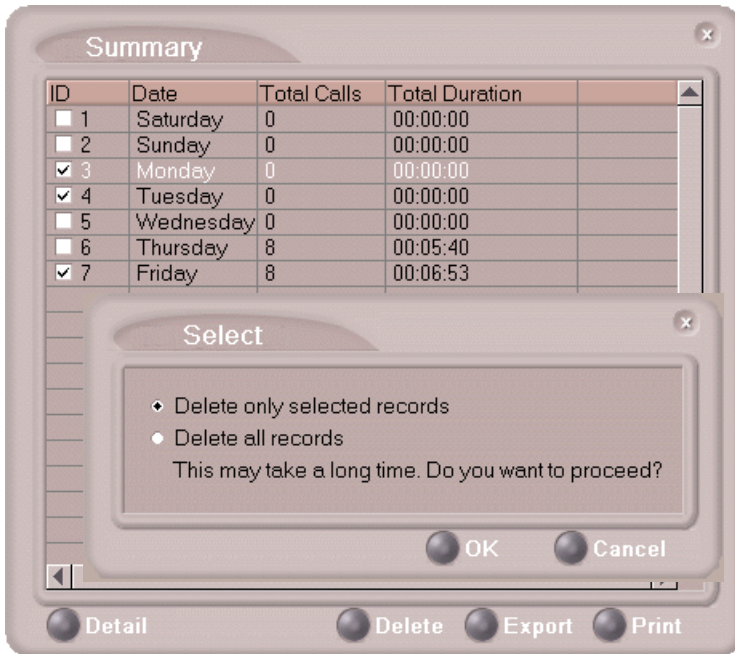 Summary
ID Date Total Calls Total Duration
1 Saturday 0 00:00:00
2 Sunday 0 00:00:00
3 Monday 0 00:00:00
4 Tuesday 0 00:00:00
5 Wednesday 0 00:00:00
6 Thursday 8 00:05:40
7 Friday 8 00:06:53
Select
Delete only selected records
Delete all records
This may take a long time. Do you want to proceed?
OK Cancel
Detail Delete Export Print